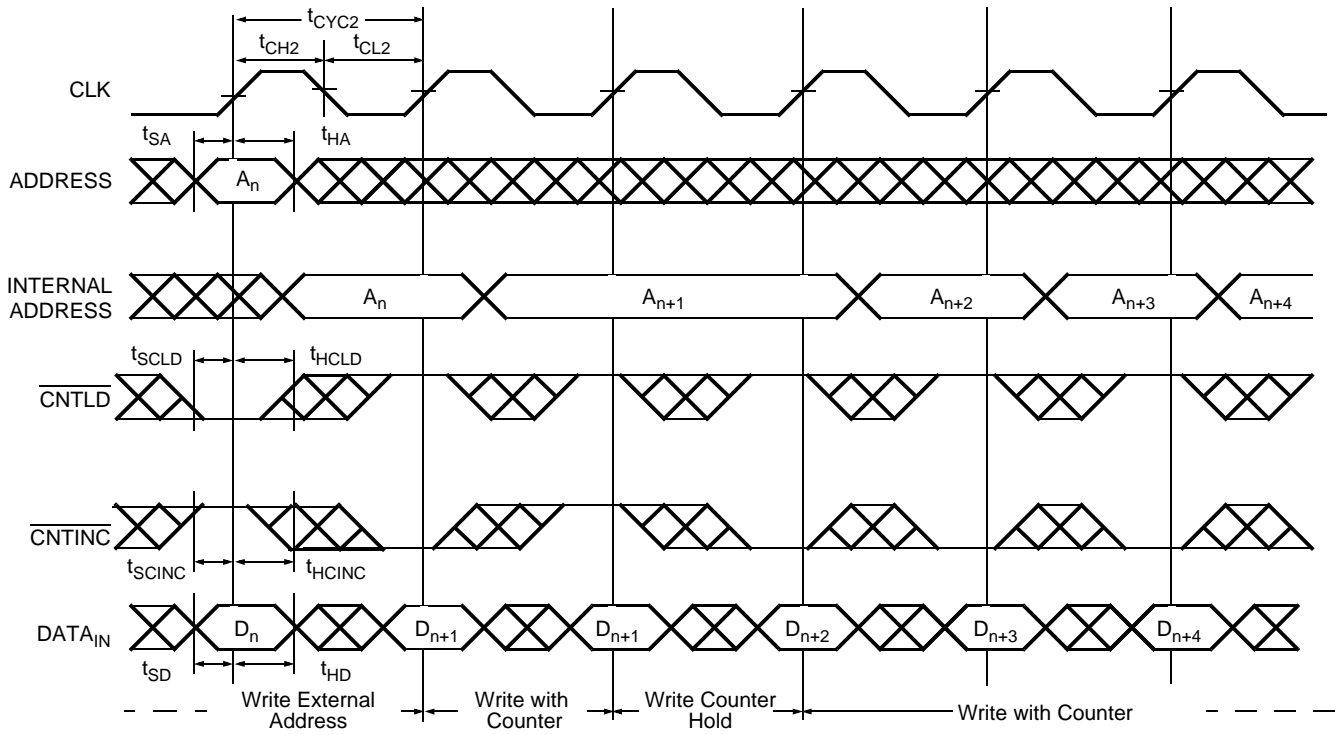 tCYC2
tCH2 tCL2
CLK
tSA tHA
ADDRESS An
INTERNAL
ADDRESS An An+1 An+2 An+3 An+4
tSCLD tHCLD
CNTLD
CNTINC
tSCINC tHCINC
DATAIN Dn Dn+1 Dn+1 Dn+2 Dn+3 Dn+4
tSD tHD
Write External
Address
Write with
Counter
Write Counter
Hold
Write with Counter